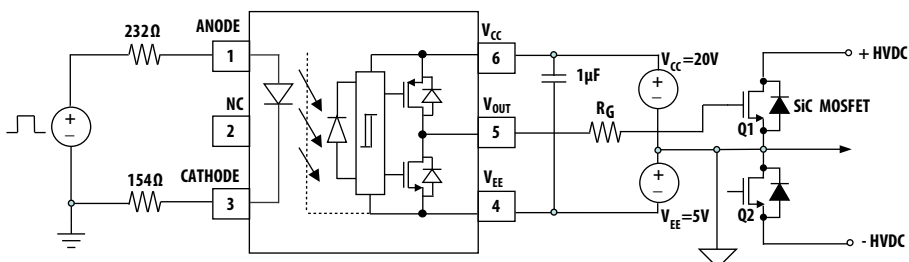 232Ω
ANODE
1
NC
2
154Ω
CATHODE
3
+
−
VCC
6
VOUT
5
VEE
4
1µF
RG
+
−
VCC=20V
+
−
VEE=5V
+ HVDC
SiC MOSFET
Q1
Q2
- HVDC